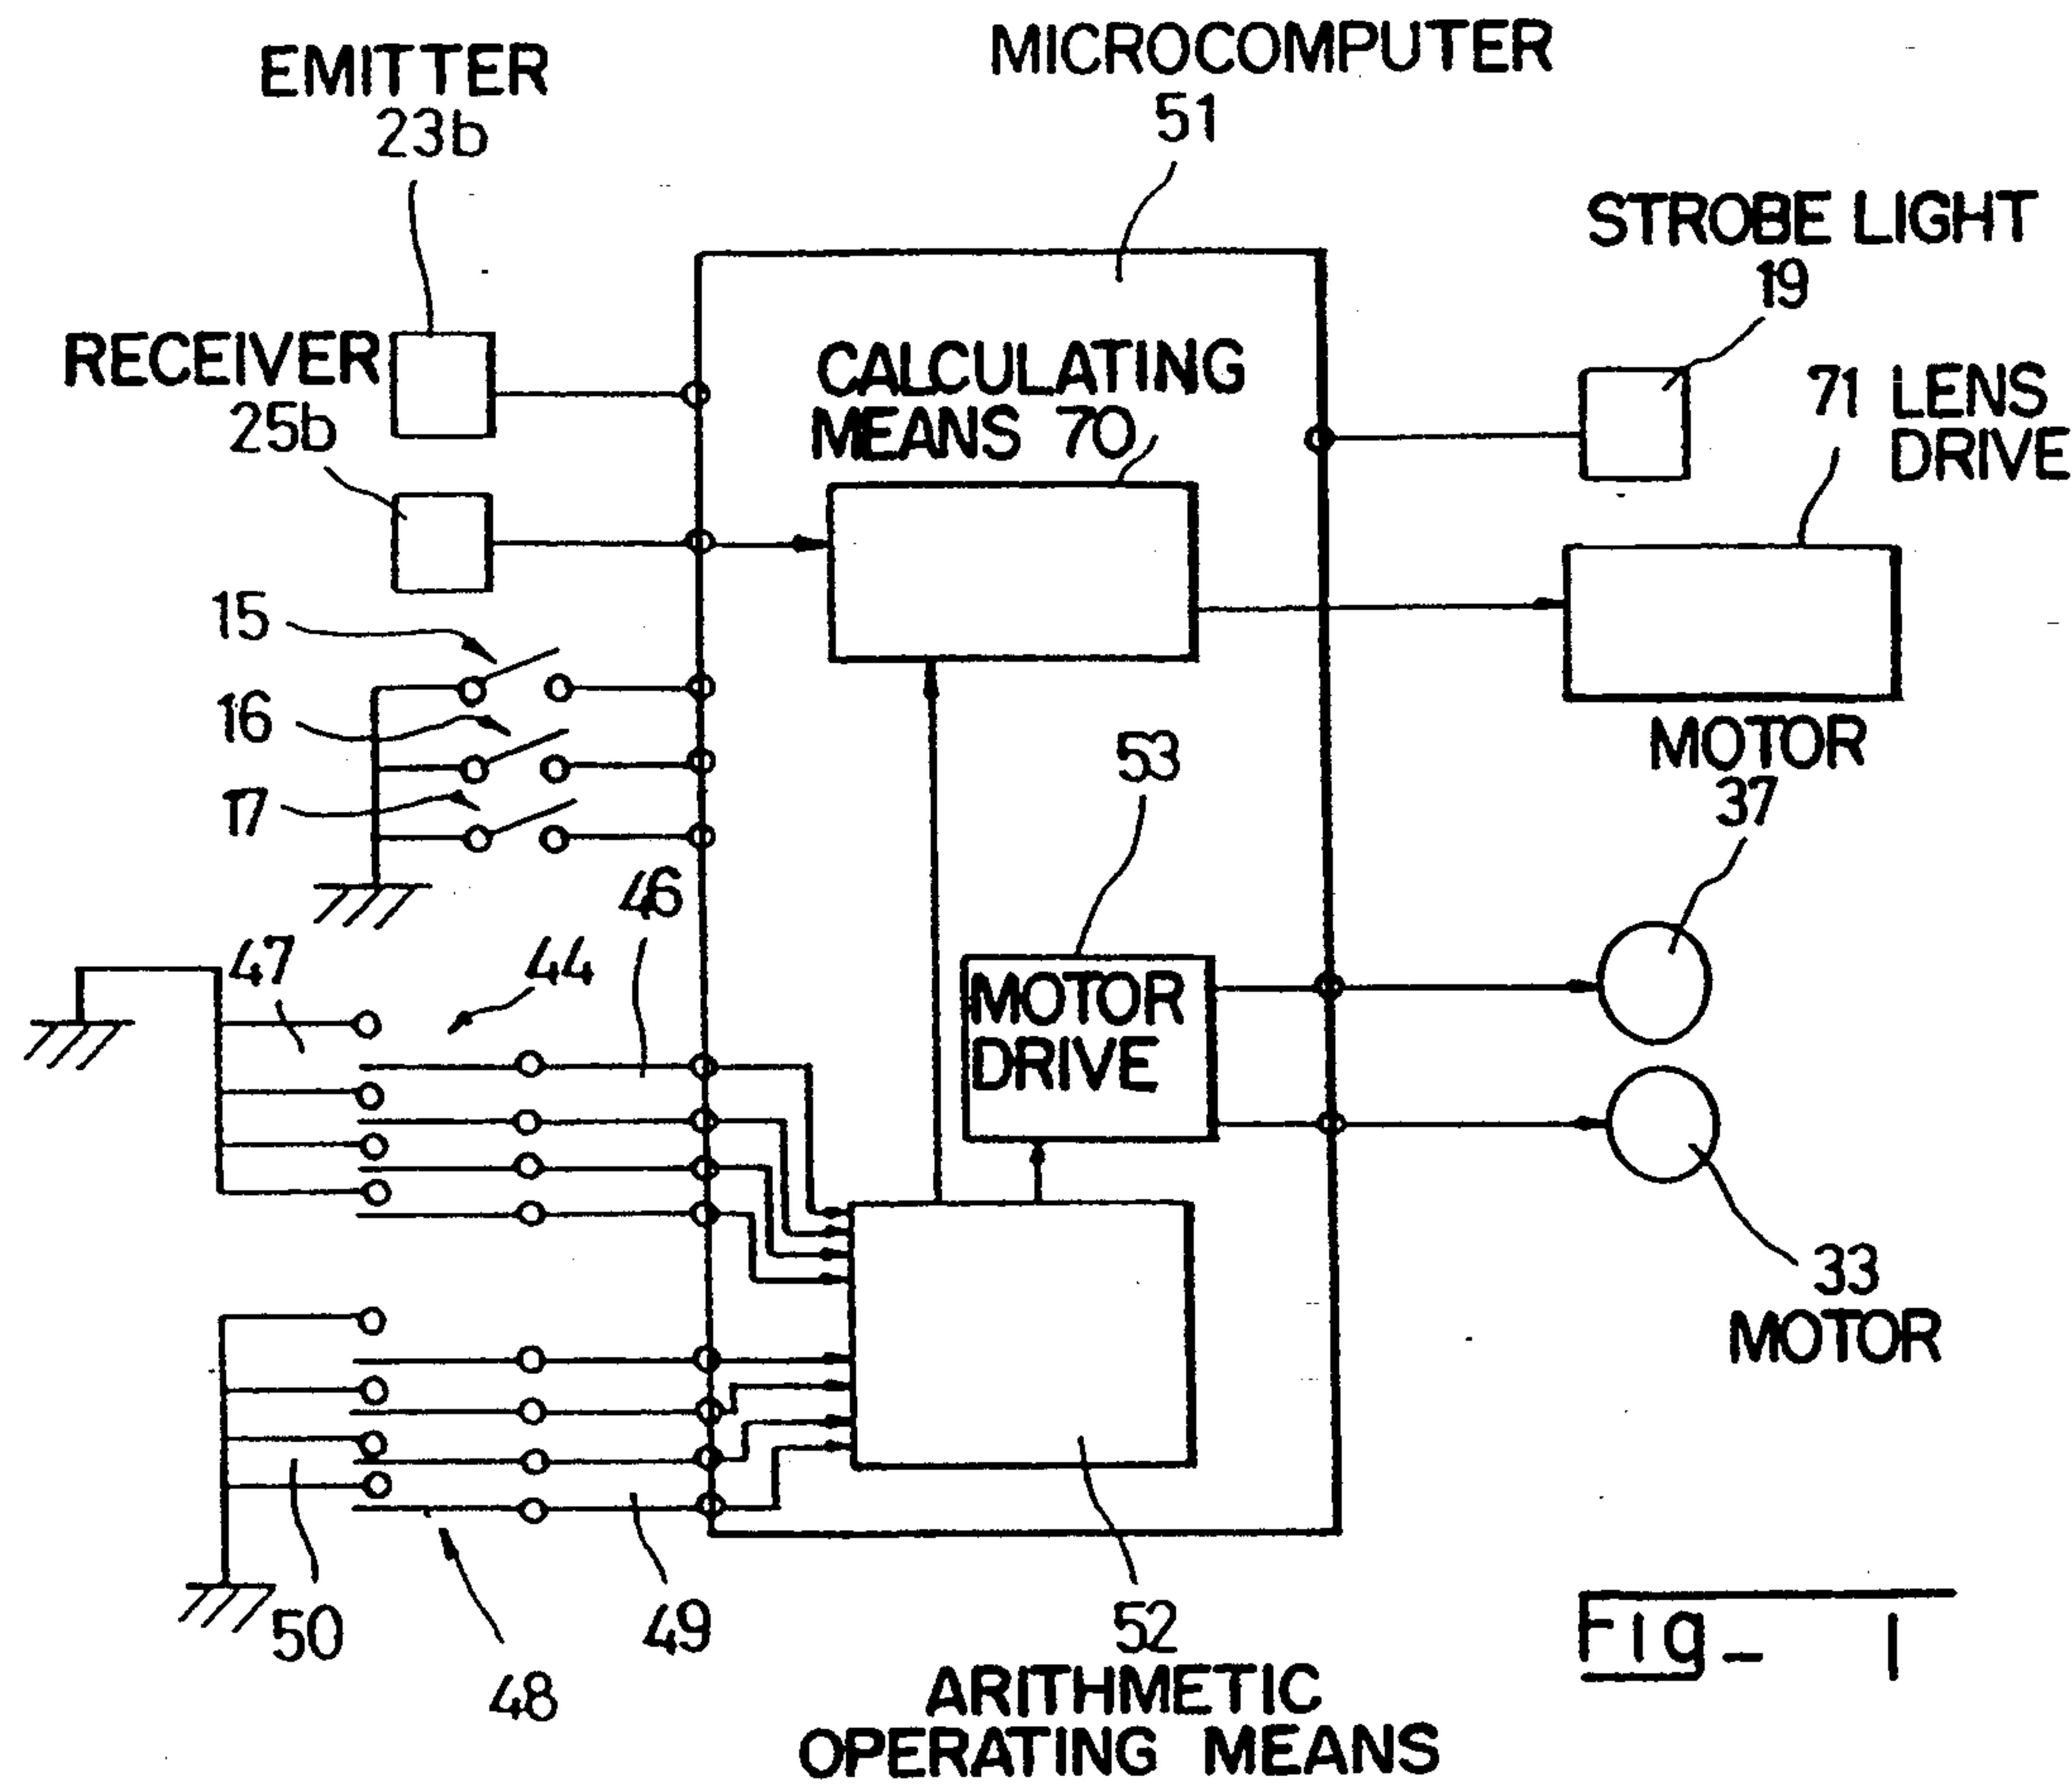 EMITTER
23b
MICROCOMPUTER
51
STROBE LIGHT
19
RECEIVER
25b
CALCULATING
MEANS 70
71 LENS
DRIVE
15
16
17
MOTOR
37
53
46
47
44
MOTOR
DRIVE
33
MOTOR
50
49
48
52
ARITHMETIC
OPERATING MEANS
Fig_ 1